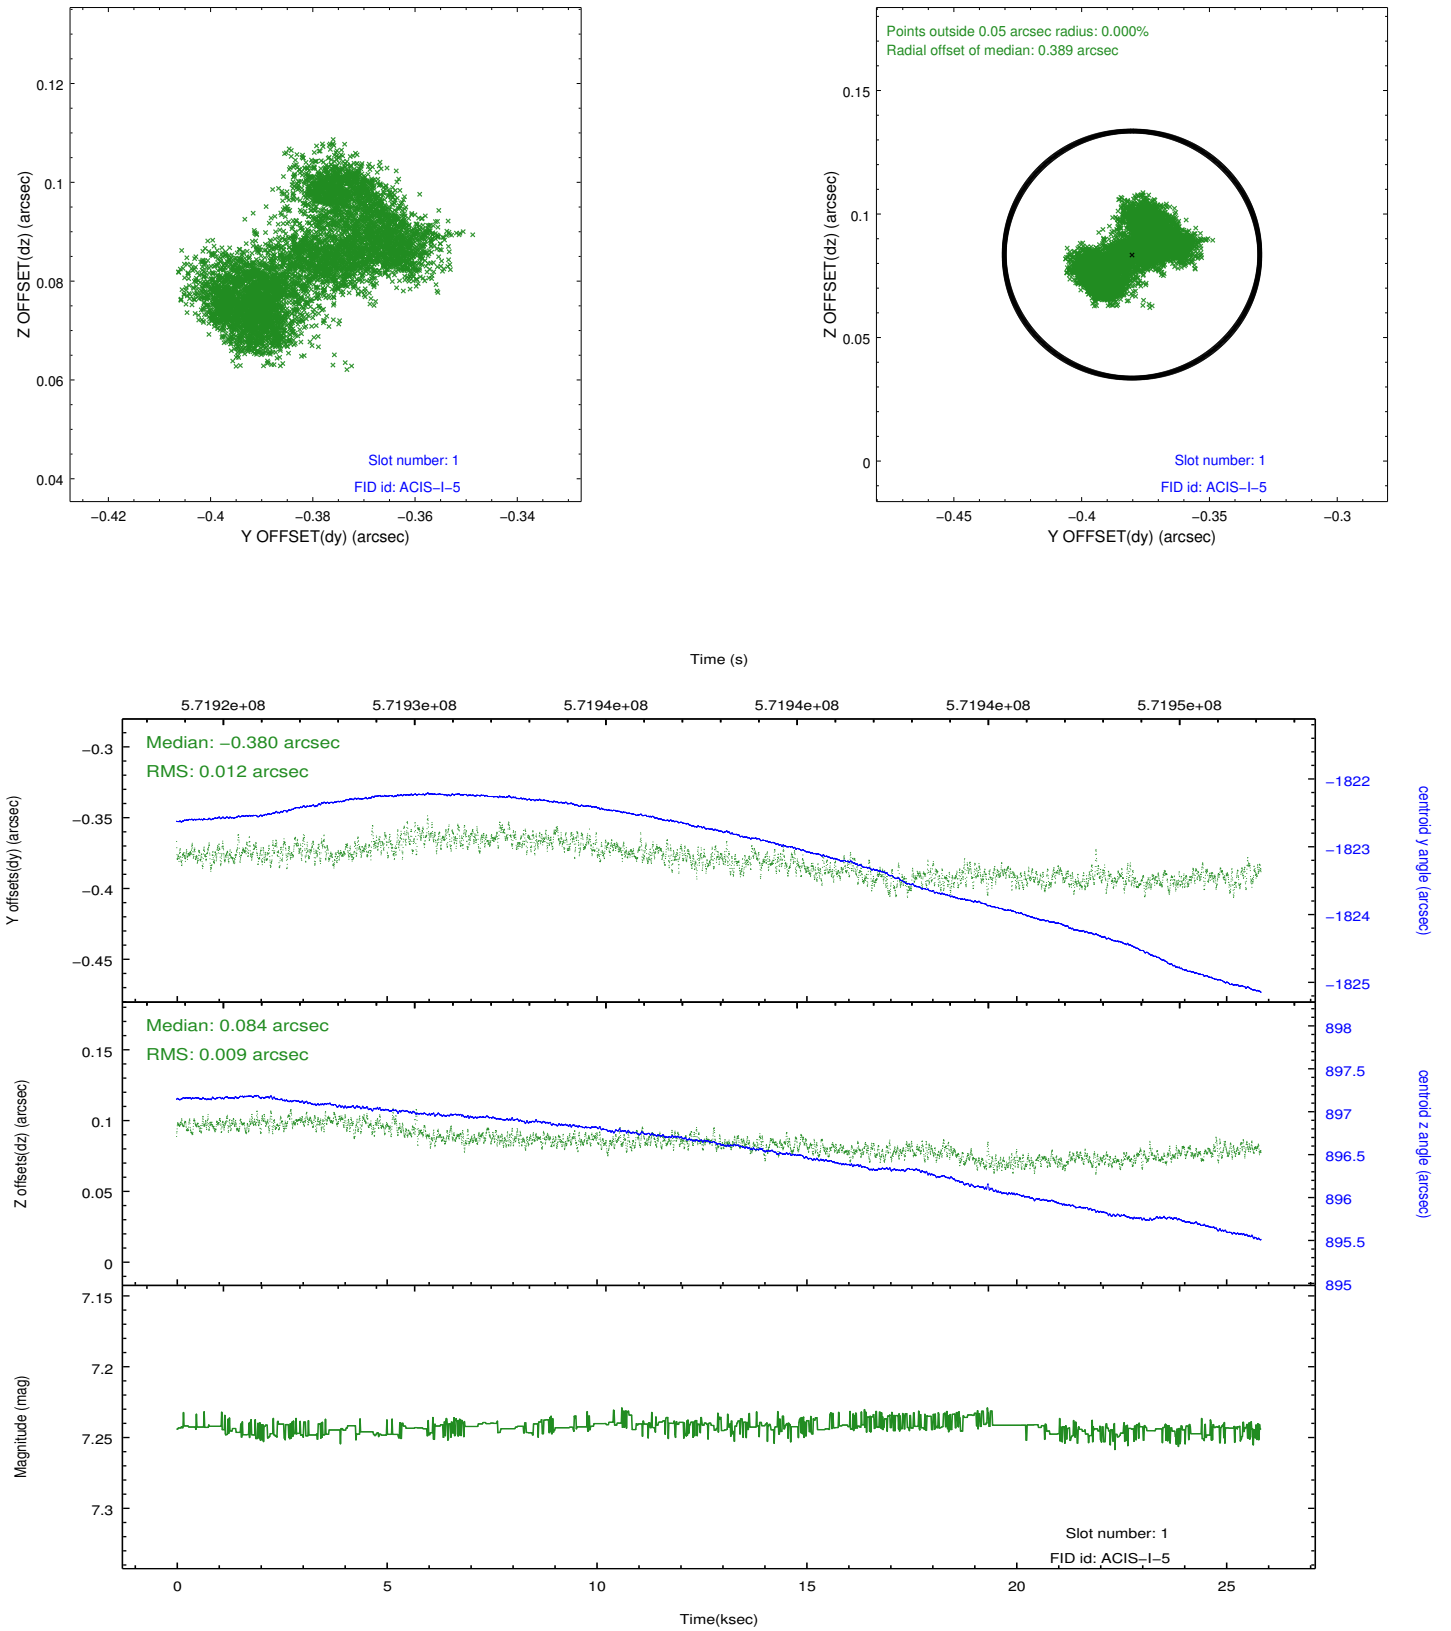 0.12
0.1
0.08
0.06
0.04
Z OFFSET(dz) (arcsec)
Slot number: 1
FID id: ACIS−I−5
−0.42 −0.4 −0.38 −0.36 −0.34
Y OFFSET(dy) (arcsec)
Points outside 0.05 arcsec radius: 0.000%
Radial offset of median: 0.389 arcsec
0.15
0.1
0.05
0
Z OFFSET(dz) (arcsec)
Slot number: 1
FID id: ACIS−I−5
−0.45 −0.4 −0.35 −0.3
Y OFFSET(dy) (arcsec)
Time (s)
5.7192e+08 5.7193e+08 5.7194e+08 5.7194e+08 5.7194e+08 5.7195e+08
Median: −0.380 arcsec
RMS: 0.012 arcsec
−0.3
−0.35
−0.4
−0.45
Y offsets(dy) (arcsec)
−1822
−1823
−1824
−1825
centroid y angle (arcsec)
Median: 0.084 arcsec
RMS: 0.009 arcsec
0.15
0.1
0.05
0
Z offsets(dz) (arcsec)
898
897.5
897
896.5
896
895.5
895
centroid z angle (arcsec)
7.15
7.2
7.25
7.3
Magnitude (mag)
Slot number: 1
FID id: ACIS−I−5
0 5 10 15 20 25
Time(ksec)